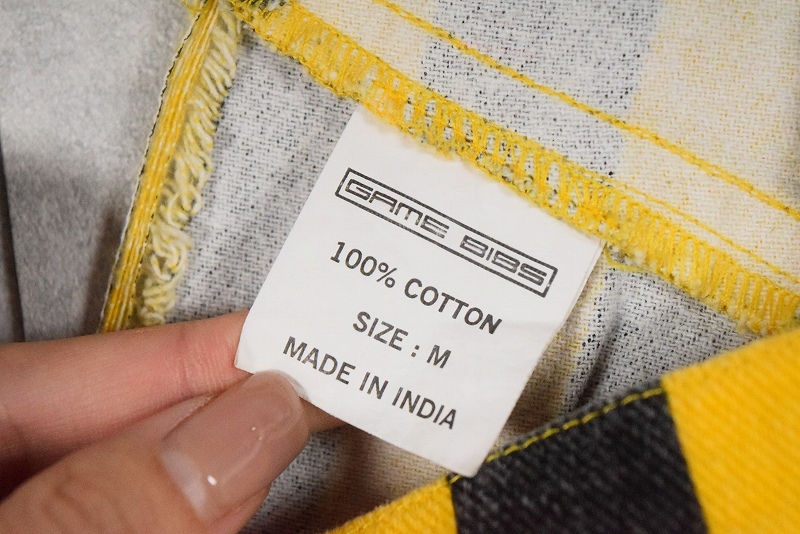 GAME BIBS
100% COTTON
SIZE : M
MADE IN INDIA